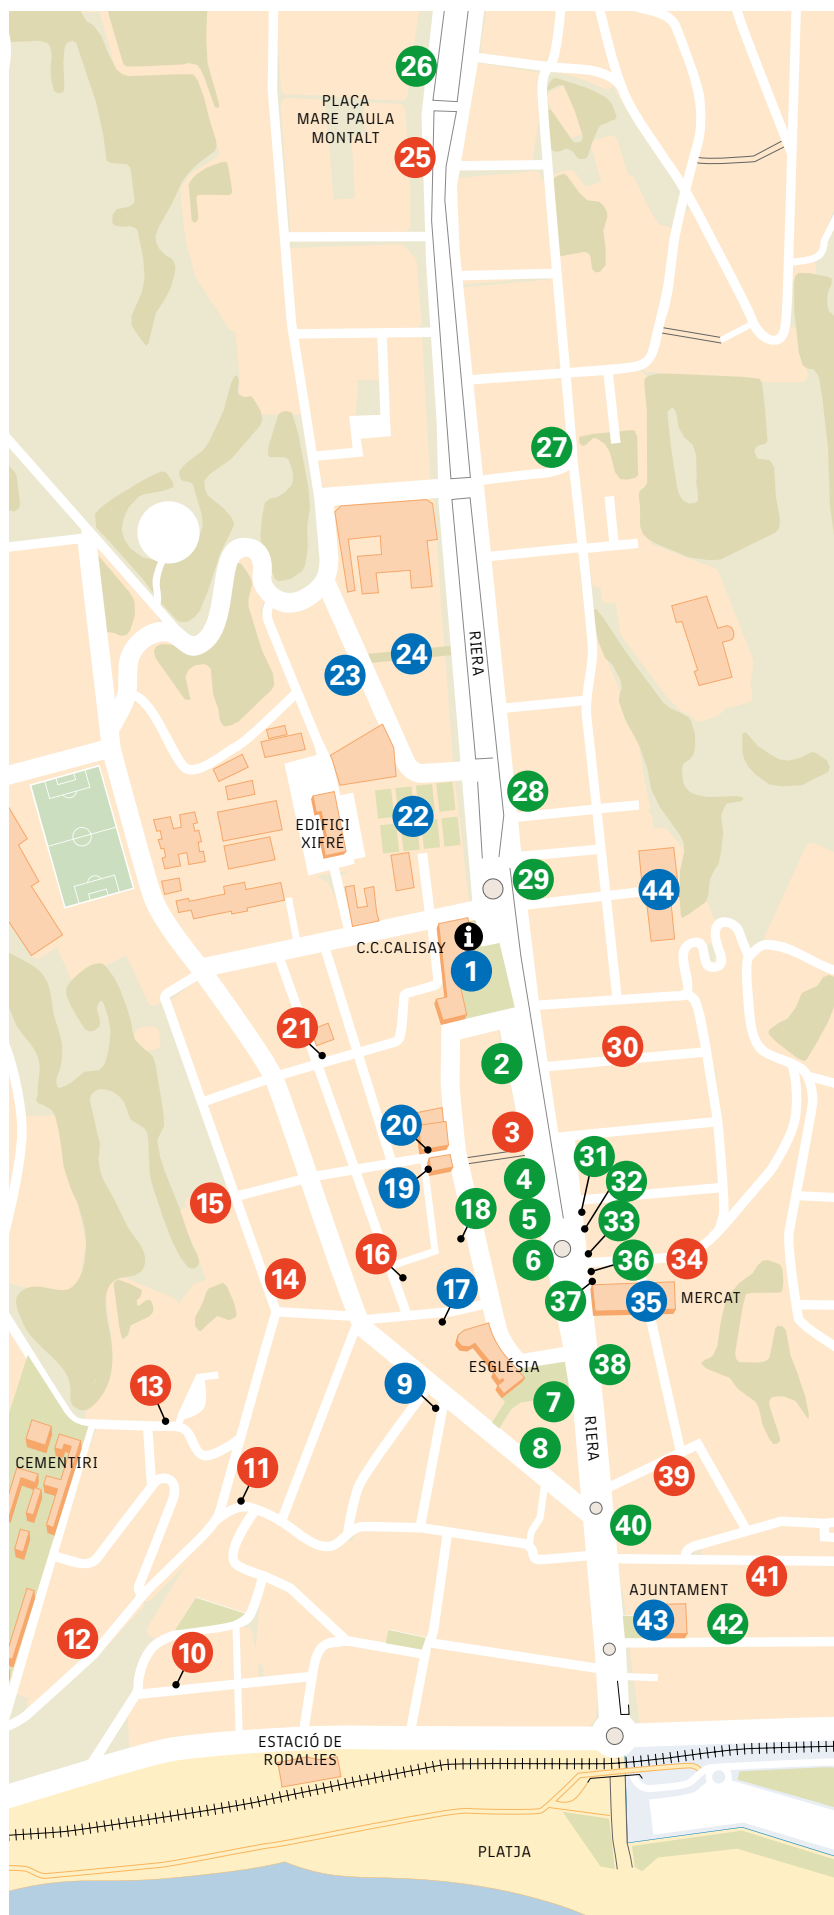 26
PLAÇA
MARE PAULA
MONTALT
25
27
RIERA
24
23
28
22
EDIFICI
XIFRÉ
29
44
C.C.CALISAY
i
1
21
30
2
20
3
31
32
4
19
15
18
5
33
16
6
36
34
14
17
37
35
MERCAT
ESGLÉSIA
38
13
9
7
RIERA
8
CEMENTIRI
11
39
40
41
AJUNTAMENT
43
42
12
10
ESTACIÓ DE
RODALIES
PLATJA